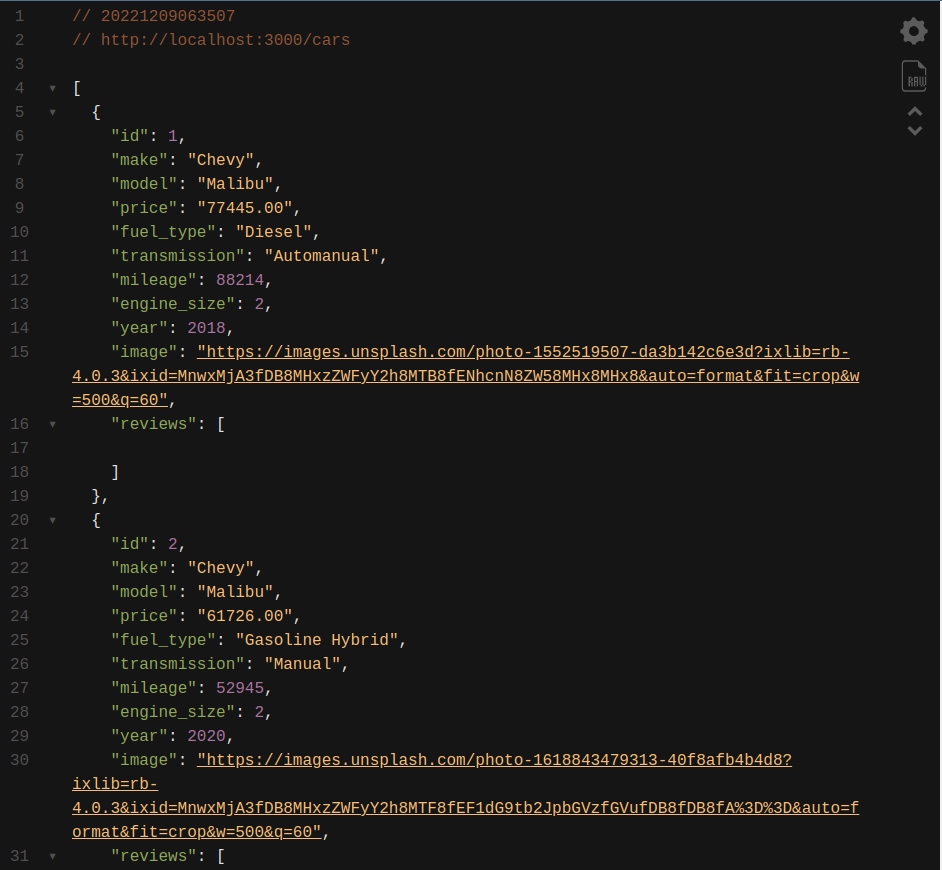 1 // 20221209063507
2 // http://localhost:3000/cars
3
4 [
5 {
6 "id": 1,
7 "make": "Chevy",
8 "model": "Malibu",
9 "price": "77445.00",
10 "fuel_type": "Diesel",
11 "transmission": "Automanual",
12 "mileage": 88214,
13 "engine_size": 2,
14 "year": 2018,
15 "image": "https://images.unsplash.com/photo-1552519507-da3b142c6e3d?ixlib=rb-
4.0.3&ixid=MnwxMjA3fDB8MHxzZWFyY2h8MTB8fENhcnN8ZW58MHx8MHx8&auto=format&fit=crop&w
=500&q=60",
16 "reviews": [
17
18 ]
19 },
20 {
21 "id": 2,
22 "make": "Chevy",
23 "model": "Malibu",
24 "price": "61726.00",
25 "fuel_type": "Gasoline Hybrid",
26 "transmission": "Manual",
27 "mileage": 52945,
28 "engine_size": 2,
29 "year": 2020,
30 "image": "https://images.unsplash.com/photo-1618843479313-40f8afb4b4d8?
ixlib=rb-
4.0.3&ixid=MnwxMjA3fDB8MHxzZWFyY2h8MTF8fEF1dG9tb2JpbGVzfGVufDB8fDB8fA%3D%3D&auto=f
ormat&fit=crop&w=500&q=60",
31 "reviews": [
RAW